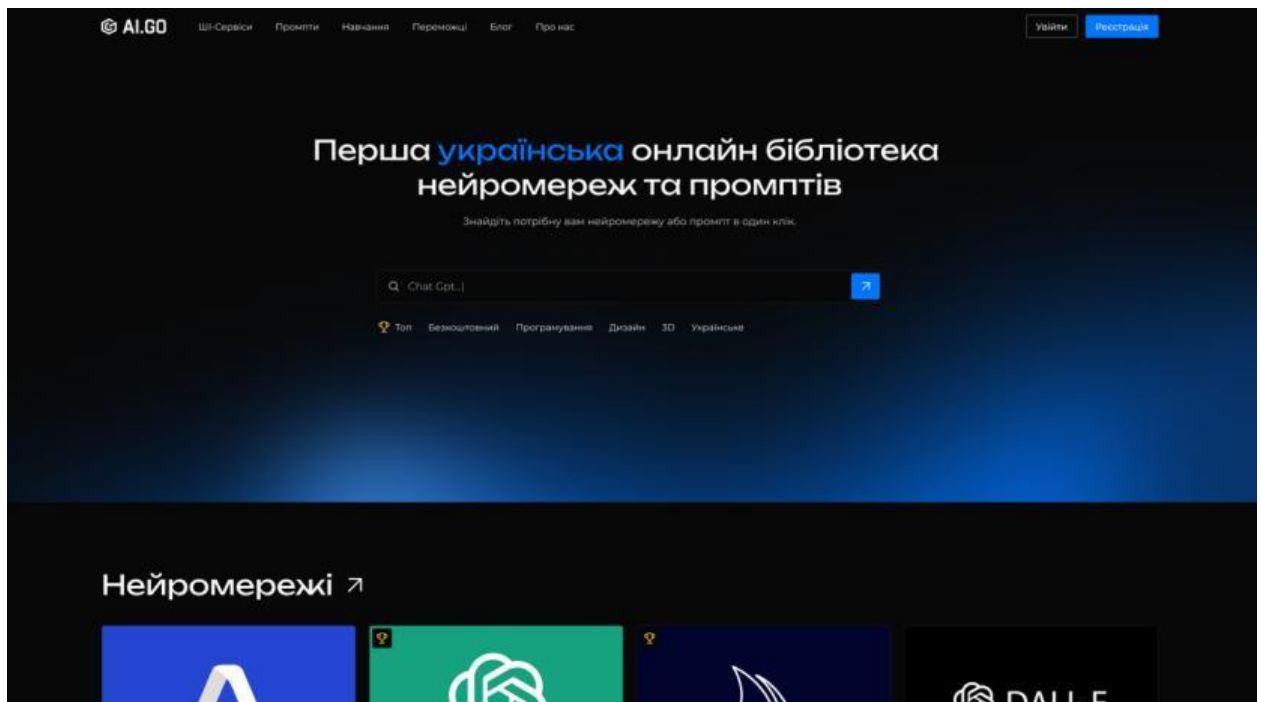 AI.GO
ШІ-Сервіси Промпти Навчання Переможці Блог Про нас
Увійти Реєстрація
Перша українська онлайн бібліотека
нейромереж та промптів
Знайдіть потрібну вам нейромережу або промпт в один клік.
Chat Gpt..|
Топ Безкоштовний Програмування Дизайн 3D Українське
Нейромережі
DALL·E